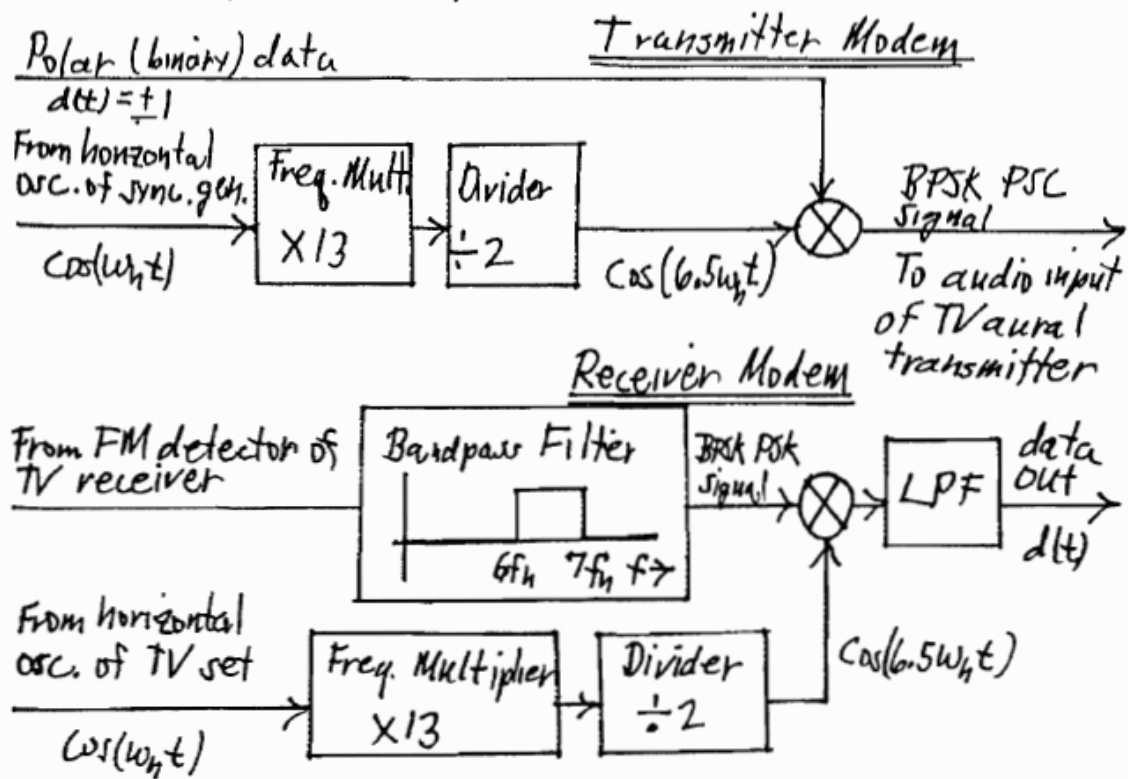 Transmitter Modem
Polar (binary) data
d(t) = ±1
From horizontal
osc. of sync. gen.
Cos(ωht)
Freq. Mult.
X13
Divider
÷2
Cos(6.5ωht)
BPSK PSC
signal
To audio input
of TV aural
transmitter
Receiver Modem
From FM detector of
TV receiver
Bandpass Filter
6fh 7fh f→
BPSK PSK
signal
LPF
data
out
d(t)
From horizontal
osc. of TV set
Cos(ωht)
Freq. Multiplier
X13
Divider
÷2
Cos(6.5ωht)